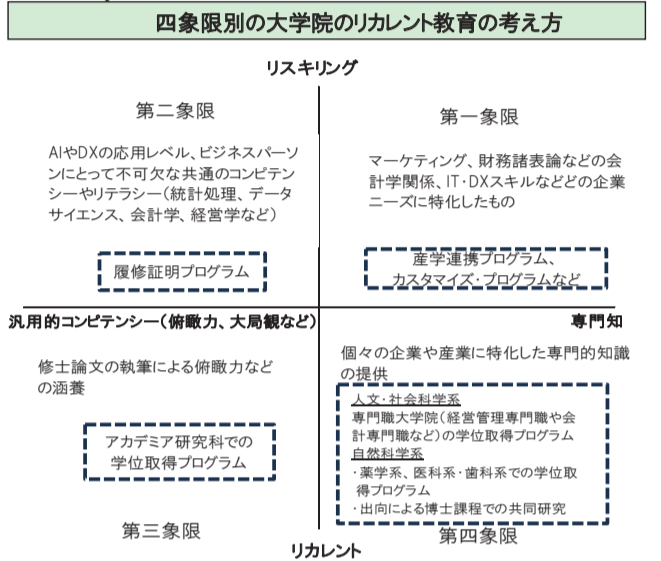 四象限別の大学院のリカレント教育の考え方
リスキリング
第二象限
AIやDXの応用レベル、ビジネスパーソ
ンにとって不可欠な共通のコンピテン
シーやリテラシー(統計処理、データ
サイエンス、会計学、経営学など)
履修証明プログラム
第一象限
マーケティング、財務諸表論などの会
計学関係、IT・DXスキルなどどの企業
ニーズに特化したもの
産学連携プログラム、
カスタマイズ・プログラムなど
汎用的コンピテンシー(俯瞰力、大局観など)
専門知
修士論文の執筆による俯瞰力など
の涵養
アカデミア研究科での
学位取得プログラム
第三象限
個々の企業や産業に特化した専門的知識
の提供
人文・社会科学系
専門職大学院(経営管理専門職や会
計専門職など)の学位取得プログラム
自然科学系
・薬学系、医科系・歯科系での学位取
得プログラム
・出向による博士課程での共同研究
第四象限
リカレント